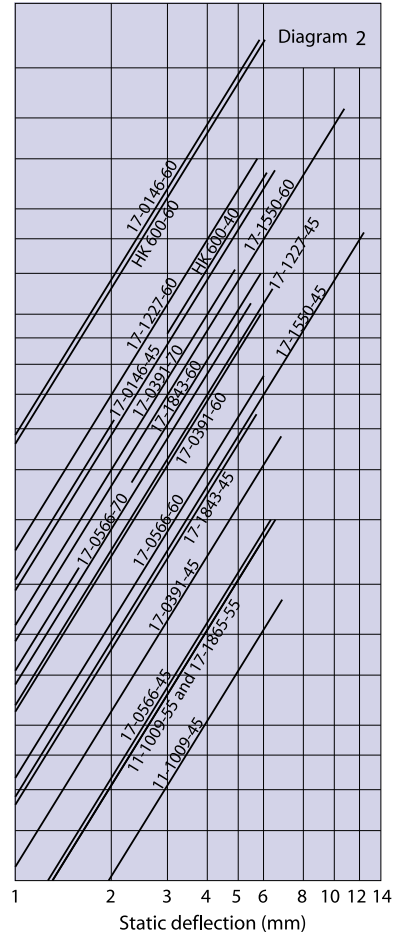 Diagram 2
17-0146-60
HK 600-60
HK 600-40
17-1550-60
17-1227-45
17-1227-60
17-1550-45
17-0146-45
17-0391-70
17-1843-60
17-0391-60
17-0566-70
17-0566-60
17-1843-45
17-0391-45
17-0566-45
11-1009-55 and 17-1865-55
11-1009-45
1 2 3 4 5 6 8 10 12 14
Static deflection (mm)